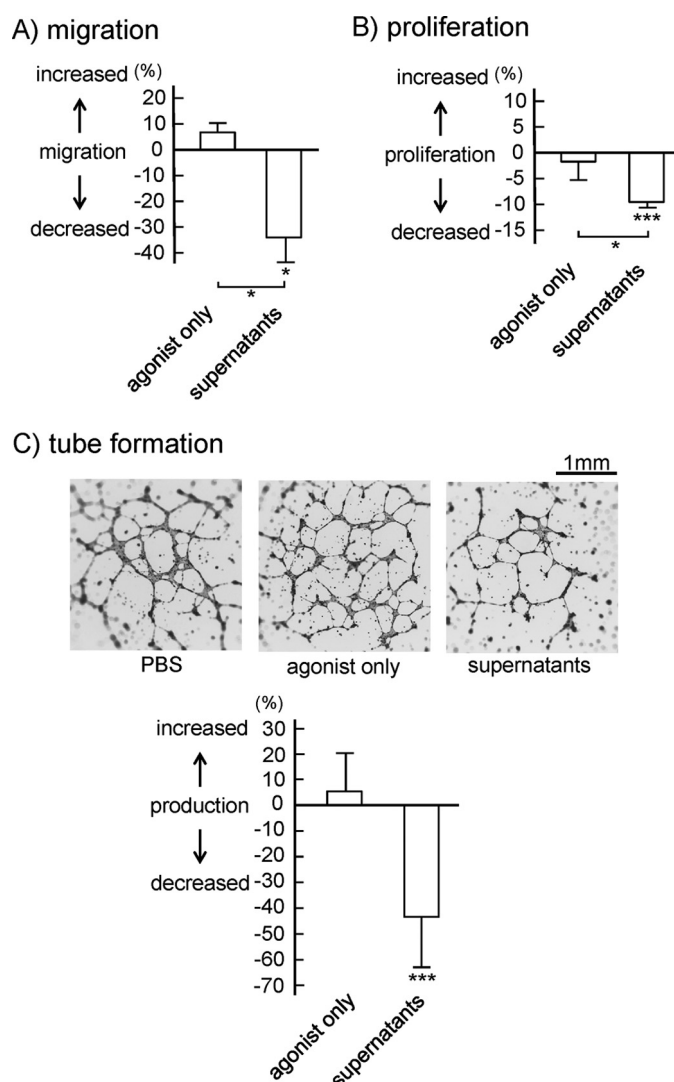 A) migration
increased (%)
migration
decreased
20
10
0
-10
-20
-30
-40
*
*
agonist only
supernatants
B) proliferation
increased (%)
proliferation
decreased
10
5
0
-5
-10
-15
***
*
agonist only
supernatants
C) tube formation
1mm
PBS
agonist only
supernatants
(%)
increased
production
decreased
30
20
10
0
-10
-20
-30
-40
-50
-60
-70
***
agonist only
supernatants